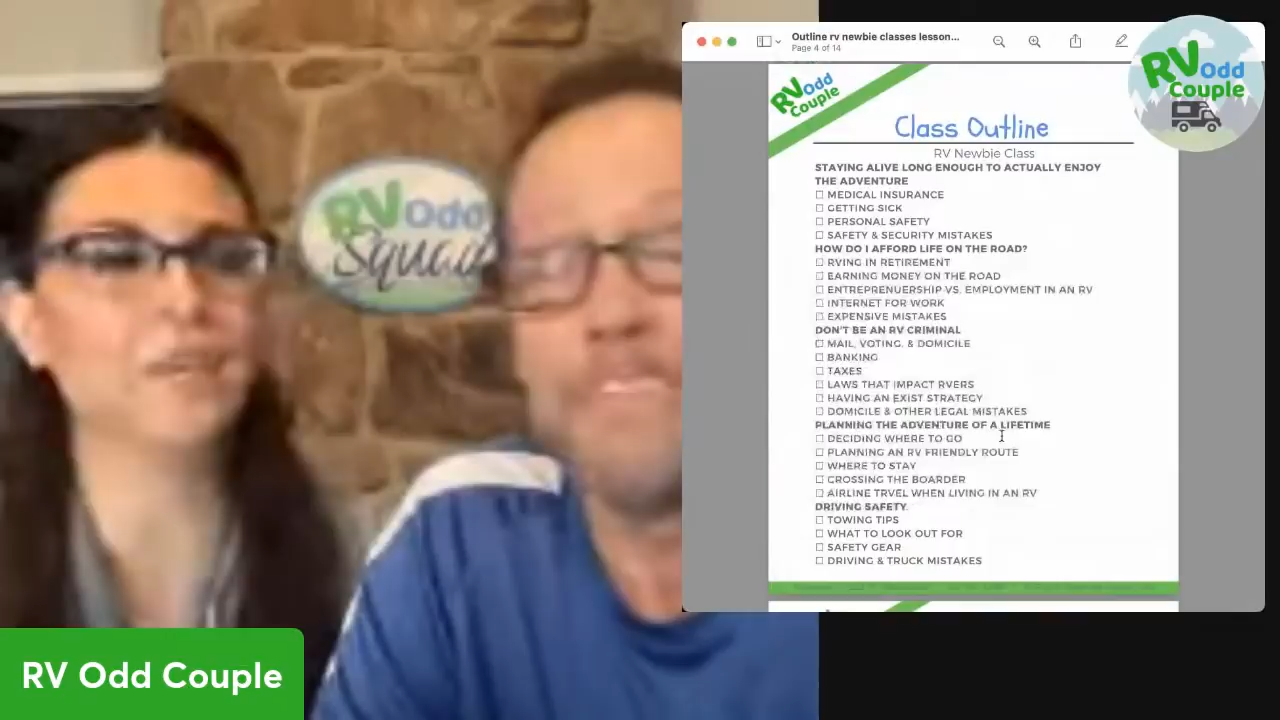 RV Odd
Squad
RV Odd Couple
Outline rv newbie classes lesson...
Page 4 of 14
RV Odd
Couple
RV Odd
Couple
Class Outline
RV Newbie Class
STAYING ALIVE LONG ENOUGH TO ACTUALLY ENJOY
THE ADVENTURE
☐ MEDICAL INSURANCE
☐ GETTING SICK
☐ PERSONAL SAFETY
☐ SAFETY & SECURITY MISTAKES
HOW DO I AFFORD LIFE ON THE ROAD?
☐ RVING IN RETIREMENT
☐ EARNING MONEY ON THE ROAD
☐ ENTREPRENUERSHIP VS. EMPLOYMENT IN AN RV
☐ INTERNET FOR WORK
☐ EXPENSIVE MISTAKES
DON'T BE AN RV CRIMINAL
☐ MAIL, VOTING, & DOMICILE
☐ BANKING
☐ TAXES
☐ LAWS THAT IMPACT RVERS
☐ HAVING AN EXIST STRATEGY
☐ DOMICILE & OTHER LEGAL MISTAKES
PLANNING THE ADVENTURE OF A LIFETIME
☐ DECIDING WHERE TO GO
☐ PLANNING AN RV FRIENDLY ROUTE
☐ WHERE TO STAY
☐ CROSSING THE BOARDER
☐ AIRLINE TRVEL WHEN LIVING IN AN RV
DRIVING SAFETY
☐ TOWING TIPS
☐ WHAT TO LOOK OUT FOR
☐ SAFETY GEAR
☐ DRIVING & TRUCK MISTAKES